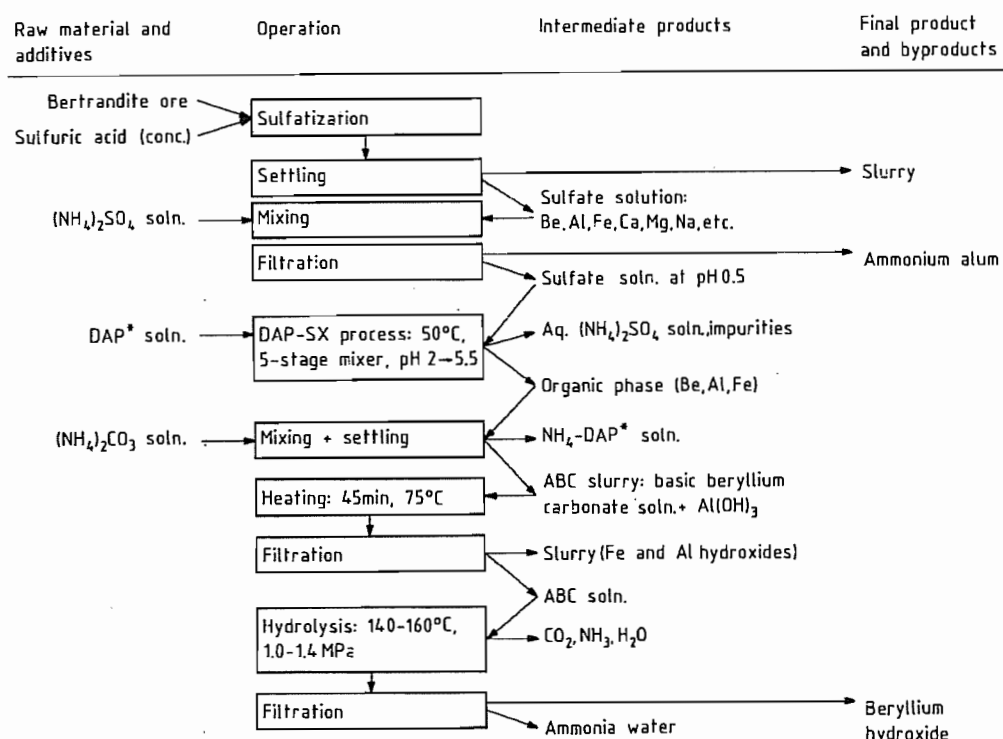 Raw material and additives
Operation
Intermediate products
Final product and byproducts
Bertrandite ore
Sulfuric acid (conc.)
Sulfatization
Settling
Slurry
Sulfate solution:
Be, Al, Fe, Ca, Mg, Na, etc.
(NH₄)₂SO₄ soln.
Mixing
Filtration
Ammonium alum
Sulfate soln. at pH 0.5
DAP* soln.
DAP-SX process: 50°C,
5-stage mixer, pH 2→5.5
Aq. (NH₄)₂SO₄ soln., impurities
Organic phase (Be, Al, Fe)
(NH₄)₂CO₃ soln.
Mixing + settling
NH₄-DAP* soln.
ABC slurry: basic beryllium
carbonate soln. + Al(OH)₃
Heating: 45min, 75°C
Filtration
Slurry (Fe and Al hydroxides)
ABC soln.
Hydrolysis: 140-160°C,
1.0-1.4 MPa
CO₂, NH₃, H₂O
Filtration
Beryllium
hydroxide
Ammonia water